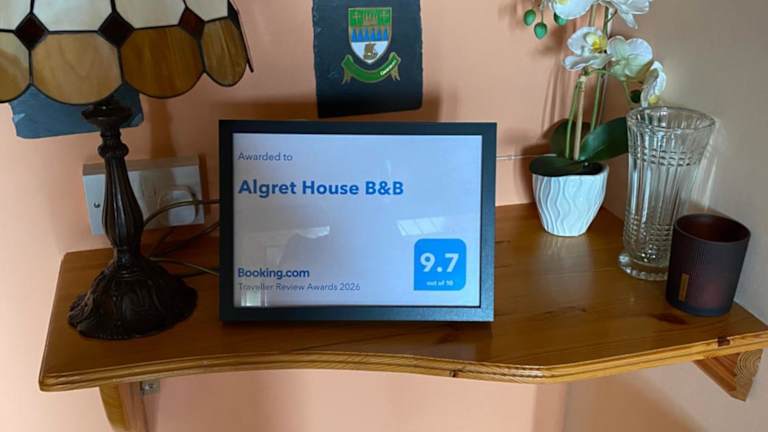 Awarded to
Algret House B&B
Booking.com
Traveller Review Awards 2026
9.7
out of 10